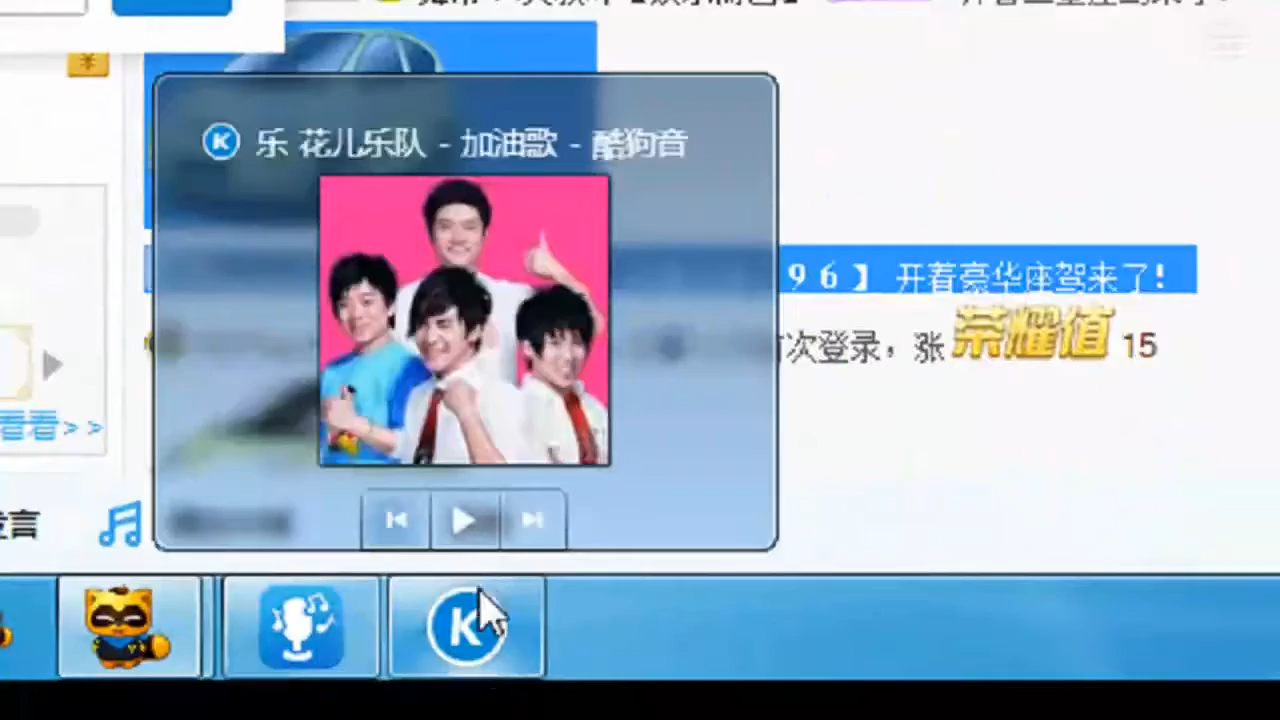 ¥
乐 花儿乐队 - 加油歌 - 酷狗音
96】 开着豪华座驾来了!
次登录,张 荣耀值 15
看看>>
言